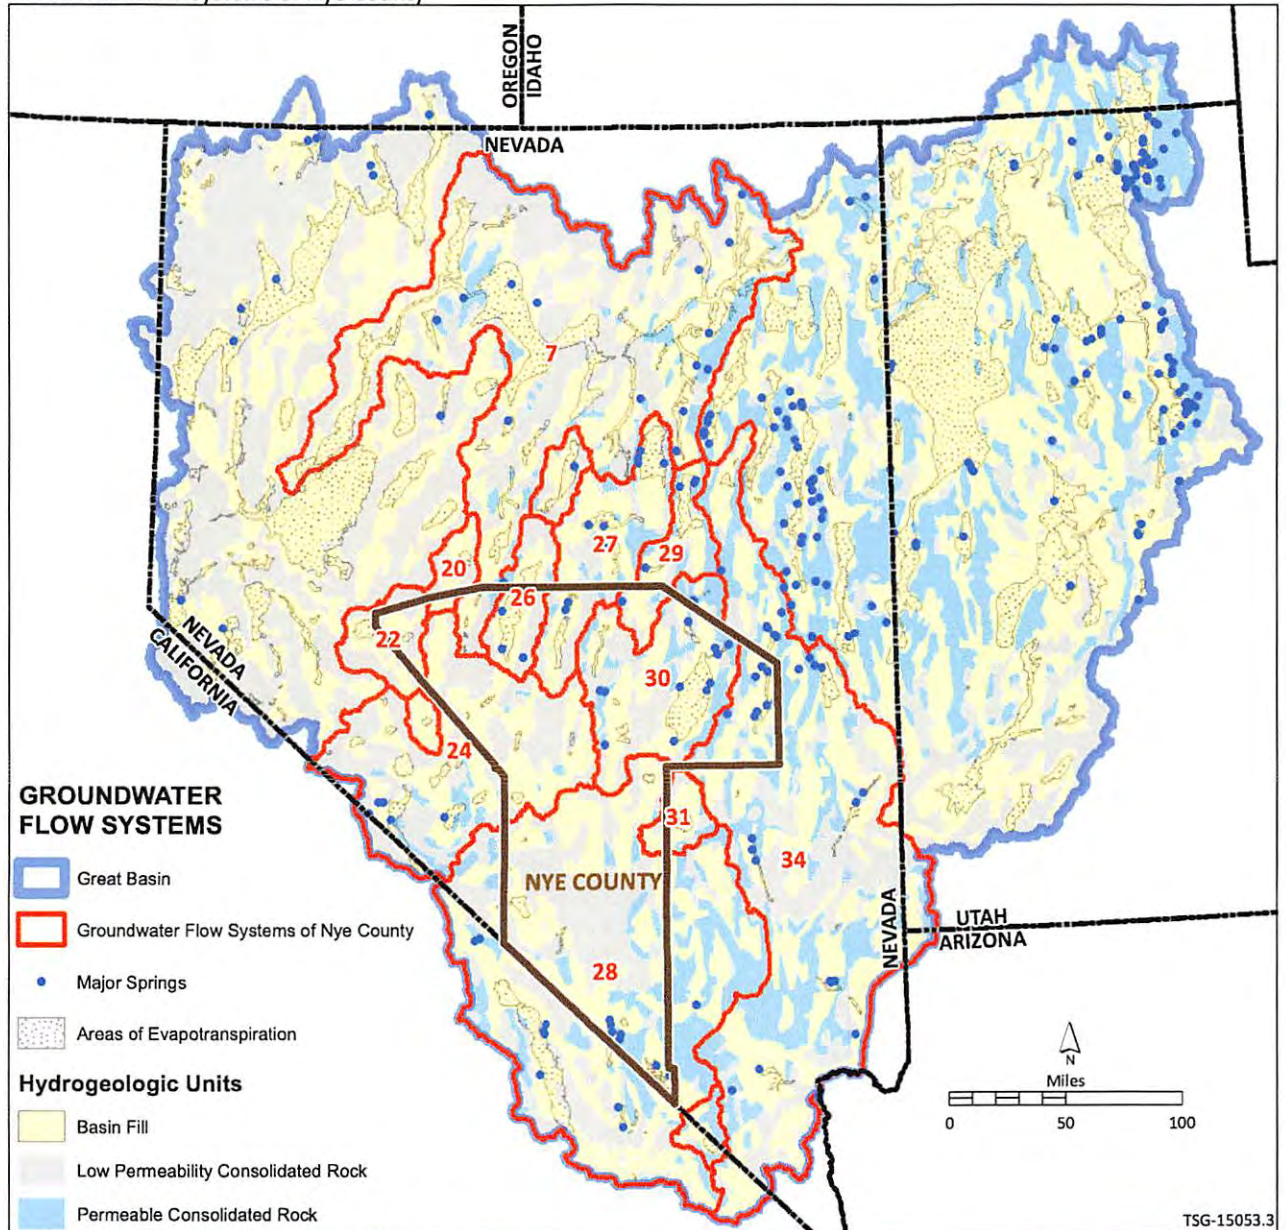 OREGON
IDAHO
NEVADA
7
27
29
20
26
22
NEVADA
CALIFORNIA
30
24
31
34
NYE COUNTY
28
NEVADA
UTAH
ARIZONA
GROUNDWATER
FLOW SYSTEMS
Great Basin
Groundwater Flow Systems of Nye County
Major Springs
Areas of Evapotranspiration
Hydrogeologic Units
Basin Fill
Low Permeability Consolidated Rock
Permeable Consolidated Rock
N
Miles
0 50 100
TSG-15053.3